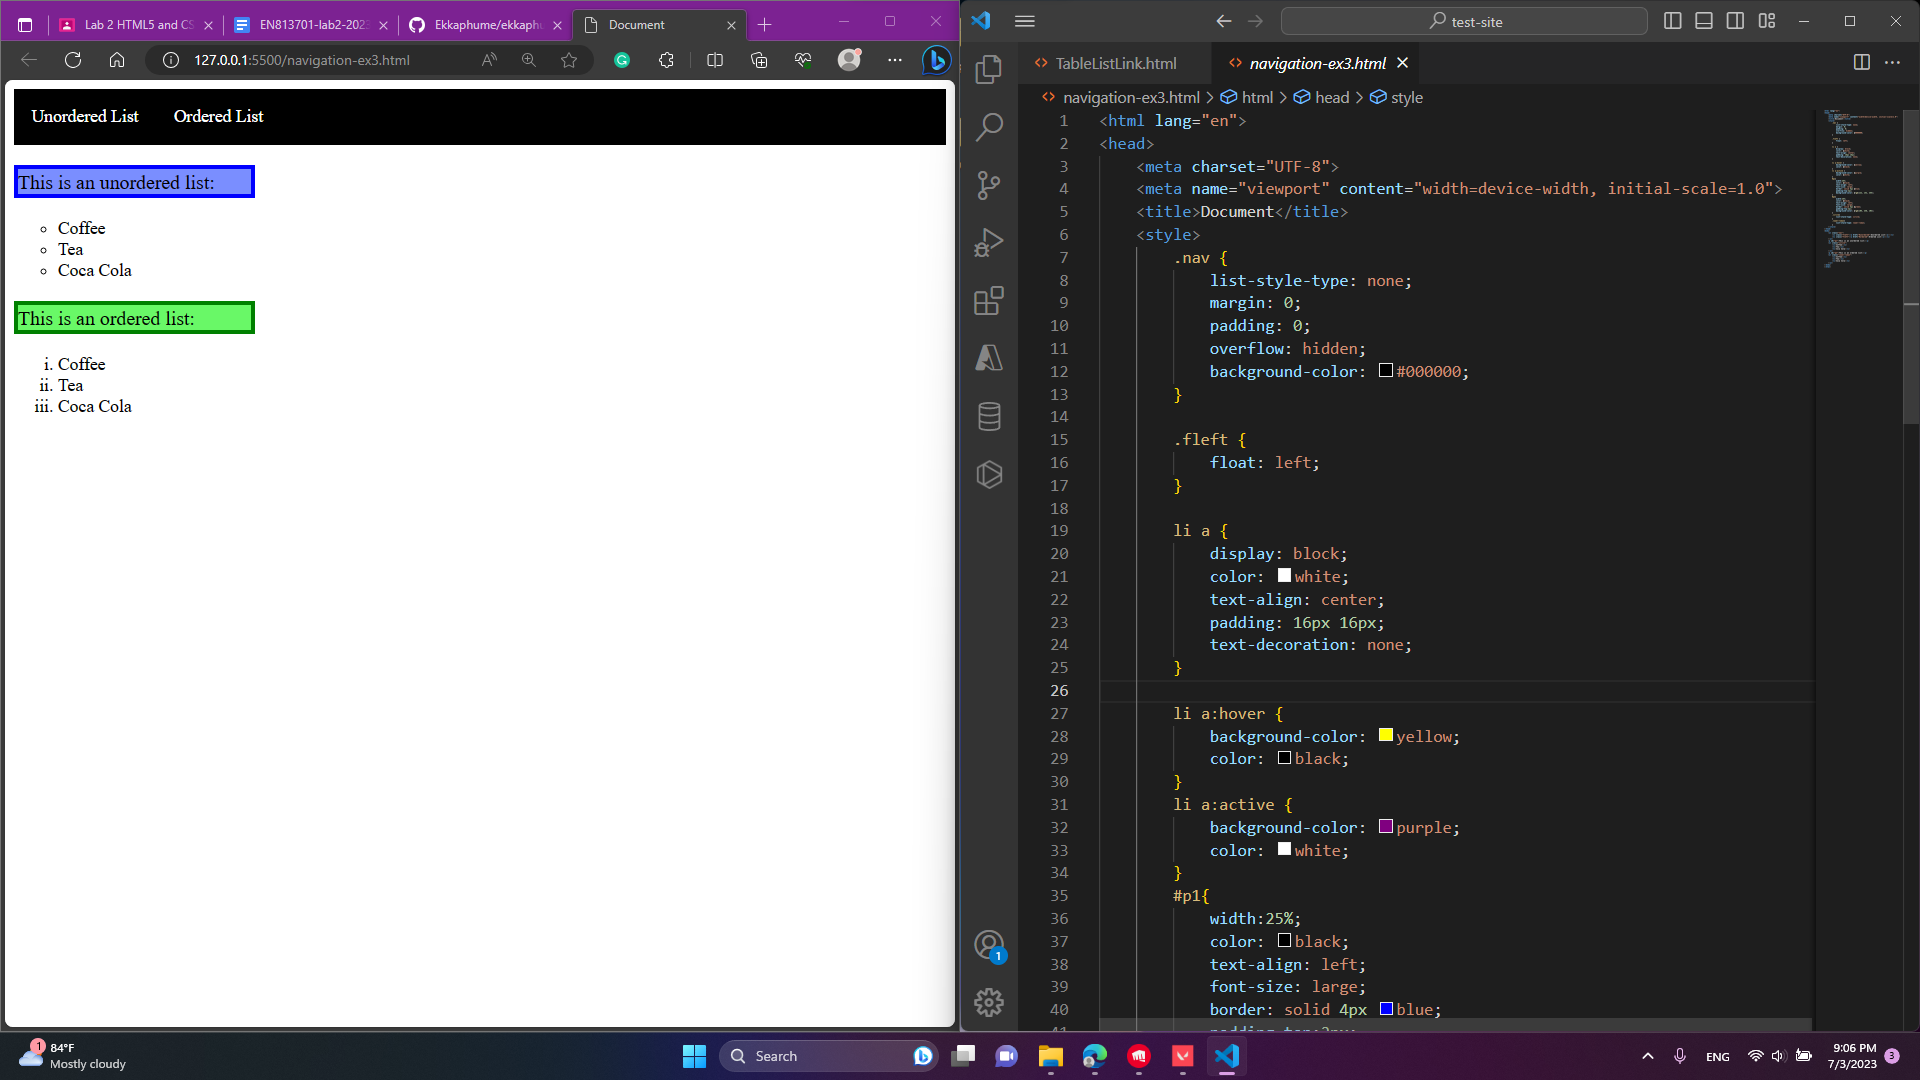 Lab 2 HTML5 and CS
EN813701-lab2-202
Ekkaphume/ekkaph
Document
127.0.0.1:5500/navigation-ex3.html
Unordered List Ordered List
This is an unordered list:
Coffee
Tea
Coca Cola
This is an ordered list:
i. Coffee
ii. Tea
iii. Coca Cola
test-site
TableListLink.html
navigation-ex3.html
navigation-ex3.html > html > head > style
1 <html lang="en">
2 <head>
3 <meta charset="UTF-8">
4 <meta name="viewport" content="width=device-width, initial-scale=1.0">
5 <title>Document</title>
6 <style>
7 .nav {
8 list-style-type: none;
9 margin: 0;
10 padding: 0;
11 overflow: hidden;
12 background-color: #000000;
13 }
14
15 .fleft {
16 float: left;
17 }
18
19 li a {
20 display: block;
21 color: white;
22 text-align: center;
23 padding: 16px 16px;
24 text-decoration: none;
25 }
26
27 li a:hover {
28 background-color: yellow;
29 color: black;
30 }
31 li a:active {
32 background-color: purple;
33 color: white;
34 }
35 #p1{
36 width:25%;
37 color: black;
38 text-align: left;
39 font-size: large;
40 border: solid 4px blue;
1
1
84°F
Mostly cloudy
Search
ENG
9:06 PM
7/3/2023
3